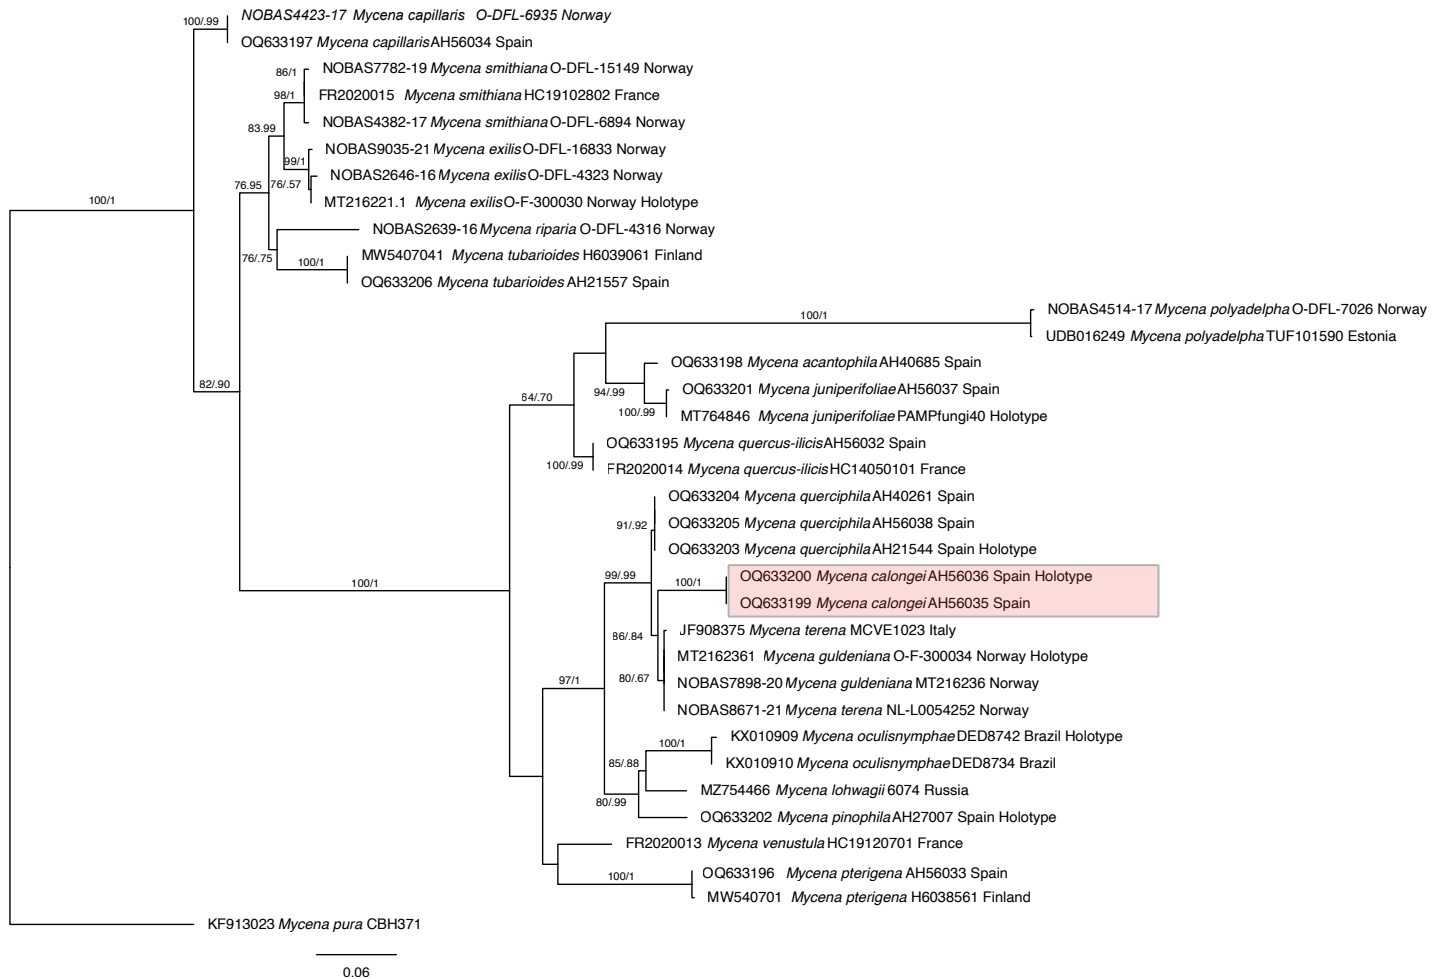 NOBAS4423-17 Mycena capillaris O-DFL-6935 Norway
100/.99
OQ633197 Mycena capillaris AH56034 Spain
NOBAS7782-19 Mycena smithiana O-DFL-15149 Norway
86/1
FR2020015 Mycena smithiana HC19102802 France
98/1
NOBAS4382-17 Mycena smithiana O-DFL-6894 Norway
83.99
NOBAS9035-21 Mycena exilis O-DFL-16833 Norway
99/1
NOBAS2646-16 Mycena exilis O-DFL-4323 Norway
76.95
76/.57
MT216221.1 Mycena exilis O-F-300030 Norway Holotype
100/1
NOBAS2639-16 Mycena riparia O-DFL-4316 Norway
MW5407041 Mycena tubarioides H6039061 Finland
76/.75
100/1
OQ633206 Mycena tubarioides AH21557 Spain
NOBAS4514-17 Mycena polyadelpha O-DFL-7026 Norway
100/1
UDB016249 Mycena polyadelpha TUF101590 Estonia
OQ633198 Mycena acantophila AH40685 Spain
82/.90
94/.99
OQ633201 Mycena juniperifoliae AH56037 Spain
64/.70
100/.99
MT764846 Mycena juniperifoliae PAMPfungi40 Holotype
OQ633195 Mycena quercus-ilicis AH56032 Spain
100/.99
FR2020014 Mycena quercus-ilicis HC14050101 France
OQ633204 Mycena querciphila AH40261 Spain
91/.92
OQ633205 Mycena querciphila AH56038 Spain
OQ633203 Mycena querciphila AH21544 Spain Holotype
99/.99
OQ633200 Mycena calongei AH56036 Spain Holotype
100/1
100/1
OQ633199 Mycena calongei AH56035 Spain
JF908375 Mycena terena MCVE1023 Italy
86/.84
MT2162361 Mycena guldeniana O-F-300034 Norway Holotype
97/1
80/.67
NOBAS7898-20 Mycena guldeniana MT216236 Norway
NOBAS8671-21 Mycena terena NL-L0054252 Norway
KX010909 Mycena oculisnymphae DED8742 Brazil Holotype
100/1
85/.88
KX010910 Mycena oculisnymphae DED8734 Brazil
MZ754466 Mycena lohwagii 6074 Russia
80/.99
OQ633202 Mycena pinophila AH27007 Spain Holotype
FR2020013 Mycena venustula HC19120701 France
OQ633196 Mycena pterigena AH56033 Spain
100/1
MW540701 Mycena pterigena H6038561 Finland
KF913023 Mycena pura CBH371
0.06